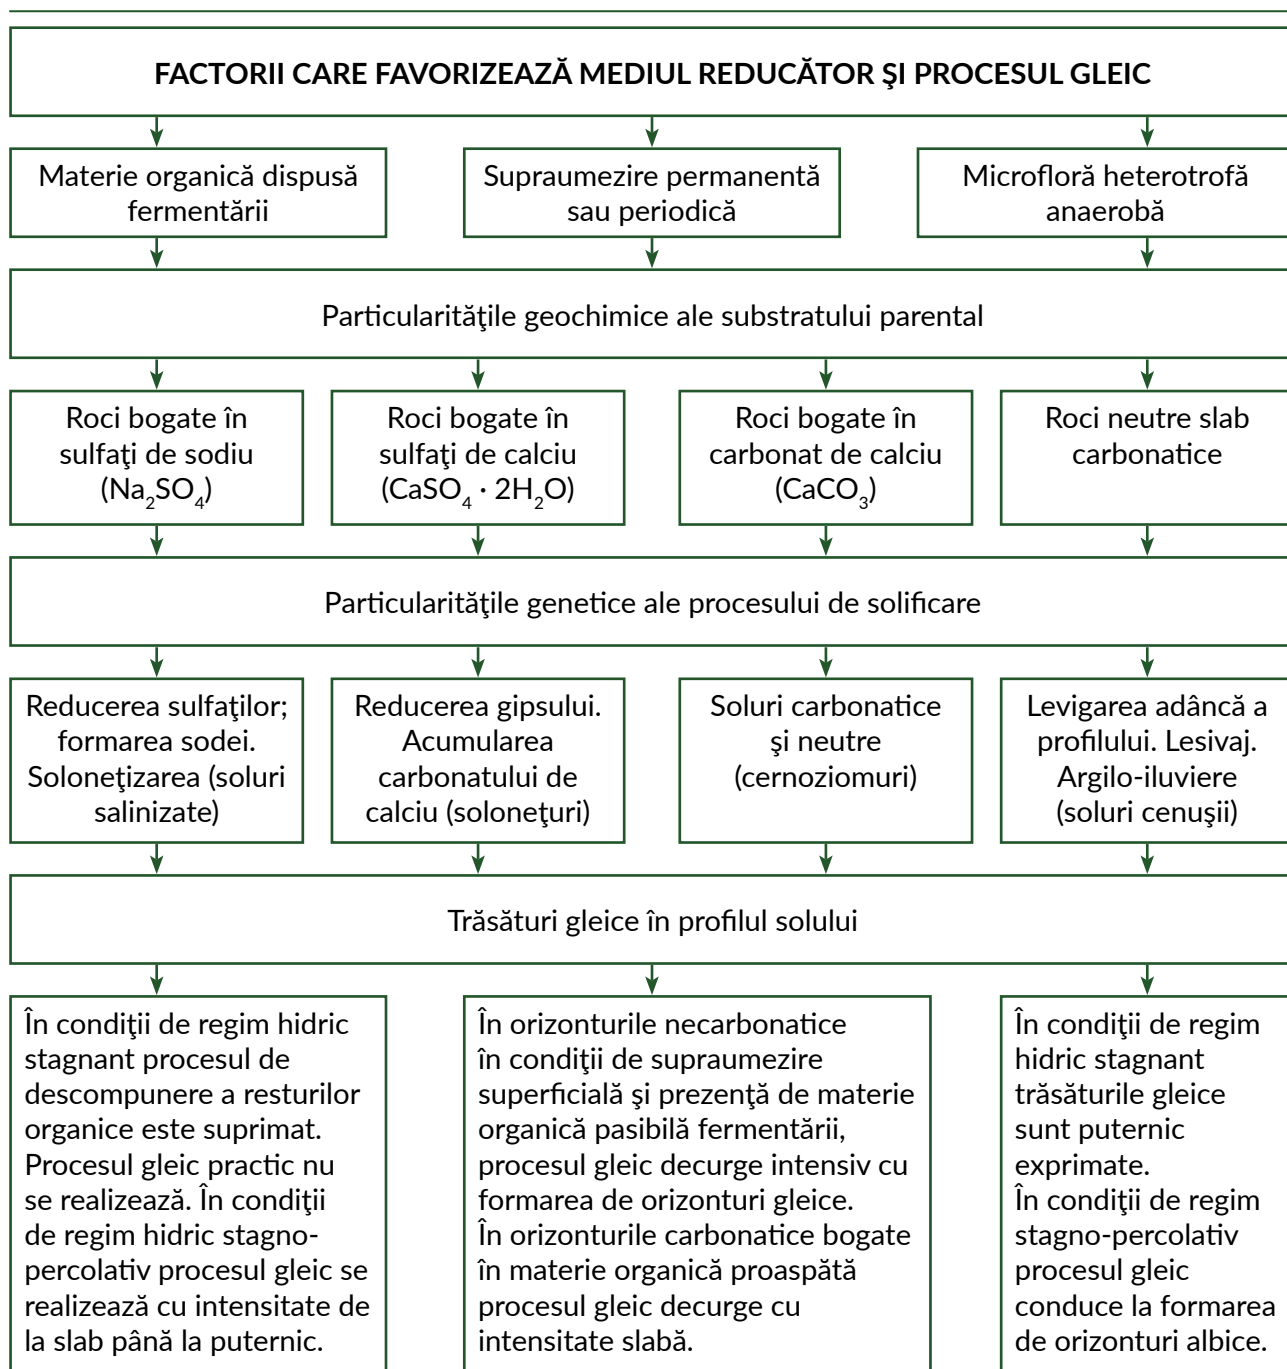 FACTORII CARE FAVORIZEAZĂ MEDIUL REDUCĂTOR ŞI PROCESUL GLEIC
Materie organică dispusă
fermentării
Supraumezire permanentă
sau periodică
Microfloră heterotrofă
anaerobă
Particularităţile geochimice ale substratului parental
Roci bogate în
sulfaţi de sodiu
(Na₂SO₄)
Roci bogate în
sulfaţi de calciu
(CaSO₄ · 2H₂O)
Roci bogate în
carbonat de calciu
(CaCO₃)
Roci neutre slab
carbonatice
Particularităţile genetice ale procesului de solificare
Reducerea sulfaţilor;
formarea sodei.
Soloneţizarea (soluri
salinizate)
Reducerea gipsului.
Acumularea
carbonatului de
calciu (soloneţuri)
Soluri carbonatice
şi neutre
(cernoziomuri)
Levigarea adâncă a
profilului. Lesivaj.
Argilo-iluviere
(soluri cenuşii)
Trăsături gleice în profilul solului
În condiţii de regim hidric
stagnant procesul de
descompunere a resturilor
organice este suprimat.
Procesul gleic practic nu
se realizează. În condiţii
de regim hidric stagno-
percolativ procesul gleic se
realizează cu intensitate de
la slab până la puternic.
În orizonturile necarbonatice
în condiţii de supraumezire
superficială şi prezenţă de materie
organică pasibilă fermentării,
procesul gleic decurge intensiv cu
formarea de orizonturi gleice.
În orizonturile carbonatice bogate
în materie organică proaspătă
procesul gleic decurge cu
intensitate slabă.
În condiţii de regim
hidric stagnant
trăsăturile gleice
sunt puternic
exprimate.
În condiţii de regim
stagno-percolativ
procesul gleic
conduce la formarea
de orizonturi albice.